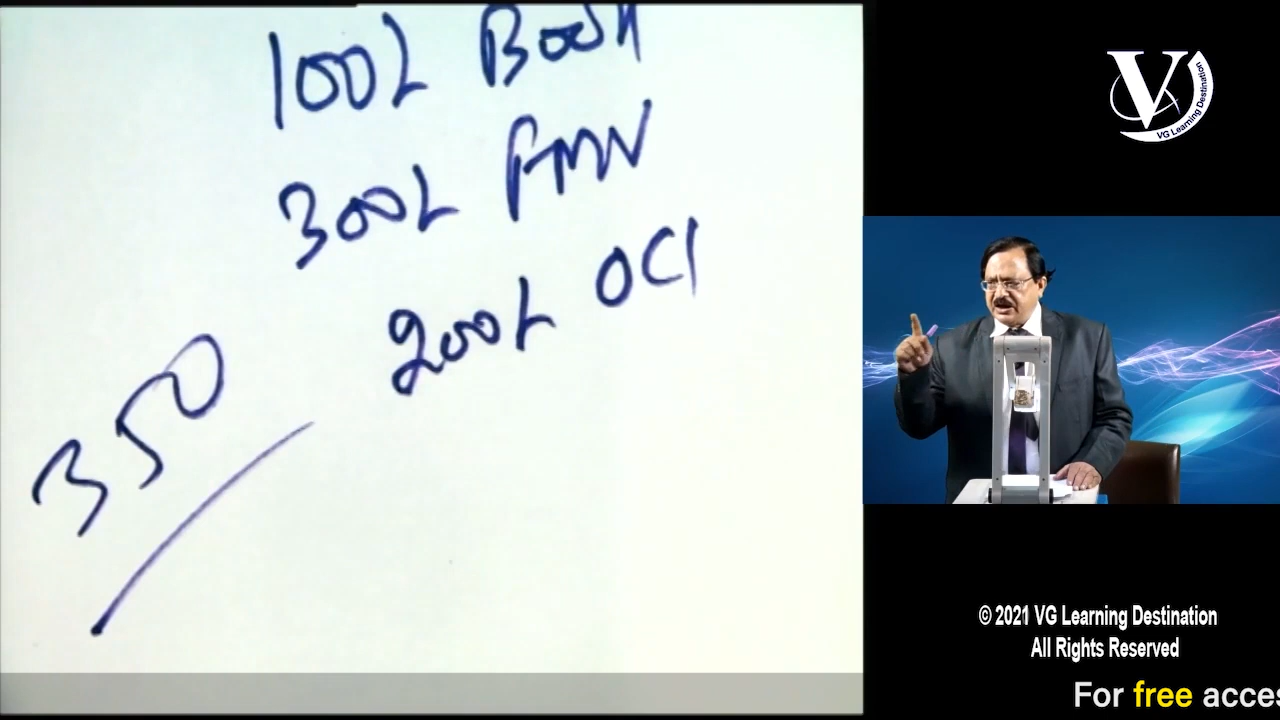 100L Book
300L FMV
200L OCI
350
V
VG Learning Destination
© 2021 VG Learning Destination
All Rights Reserved
For free acces